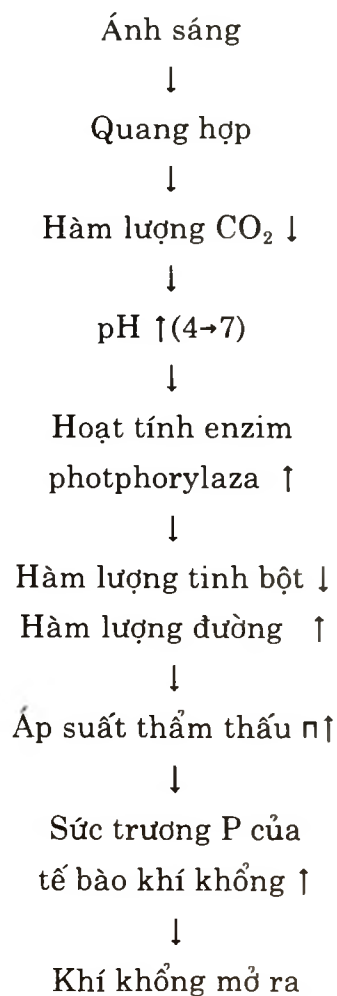 Ánh sáng
↓
Quang hợp
↓
Hàm lượng CO₂ ↓
↓
pH ↑(4→7)
↓
Hoạt tính enzim
photphorylaza ↑
↓
Hàm lượng tinh bột ↓
Hàm lượng đường ↑
↓
Áp suất thẩm thấu п↑
↓
Sức trương P của
tế bào khí khổng ↑
↓
Khí khổng mở ra